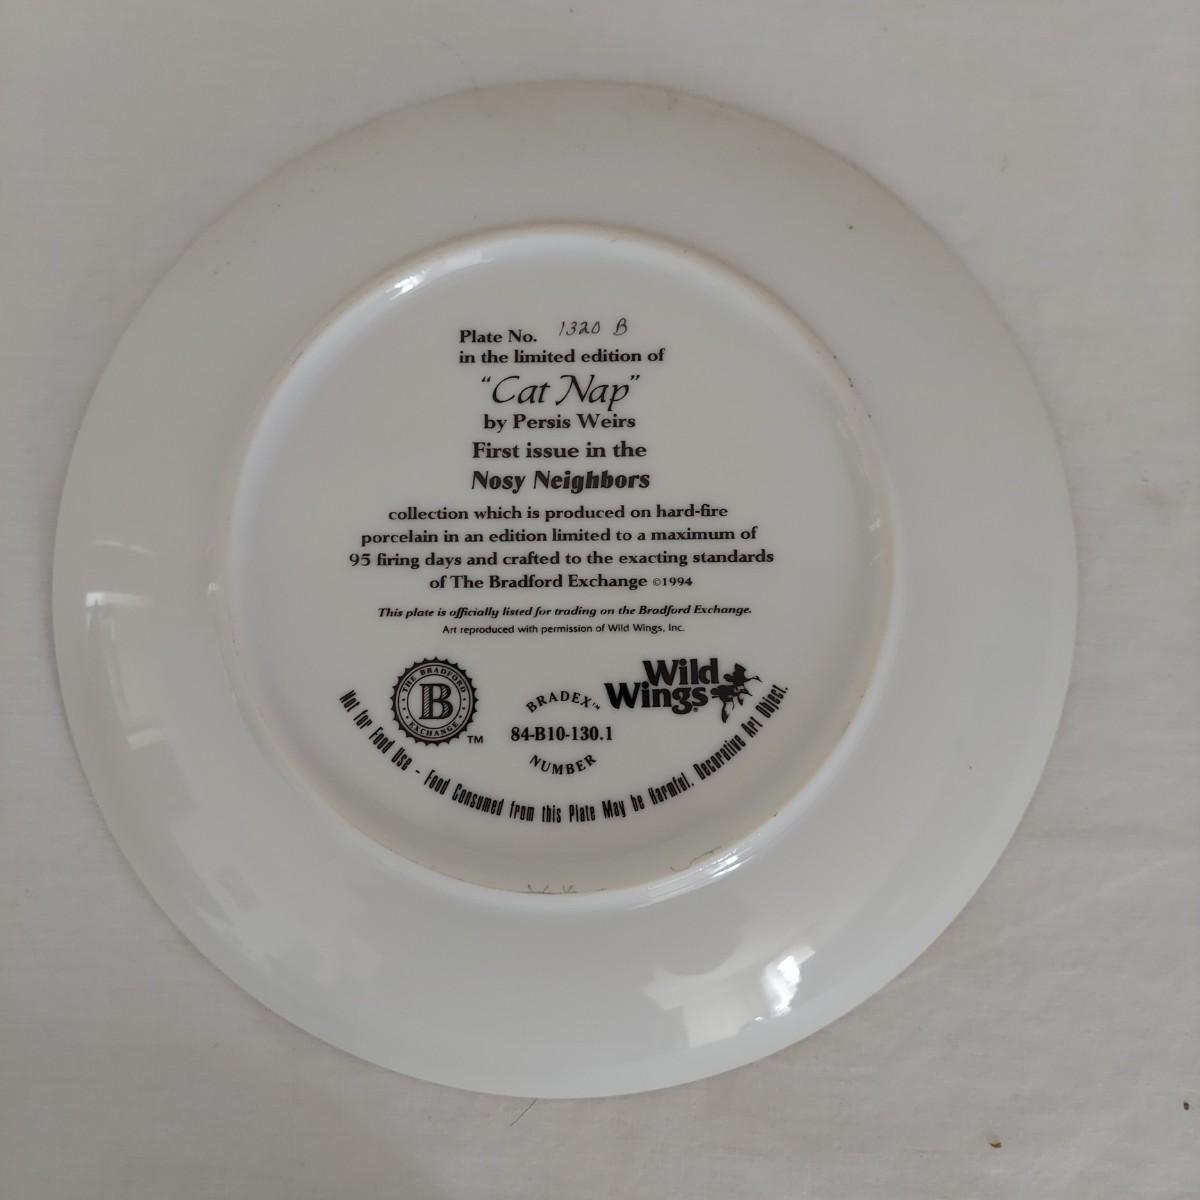 Plate No. 1320 B
in the limited edition of
"Cat Nap"
by Persis Weirs
First issue in the
Nosy Neighbors
collection which is produced on hard-fire
porcelain in an edition limited to a maximum of
95 firing days and crafted to the exacting standards
of The Bradford Exchange ©1994
This plate is officially listed for trading on the Bradford Exchange.
Art reproduced with permission of Wild Wings, Inc.
THE BRADFORD
B
EXCHANGE
TM
BRADEX™
84-B10-130.1
NUMBER
Wild
Wings®
Not for Food Use - Food Consumed from this Plate May be Harmful. Decorative Art Object.